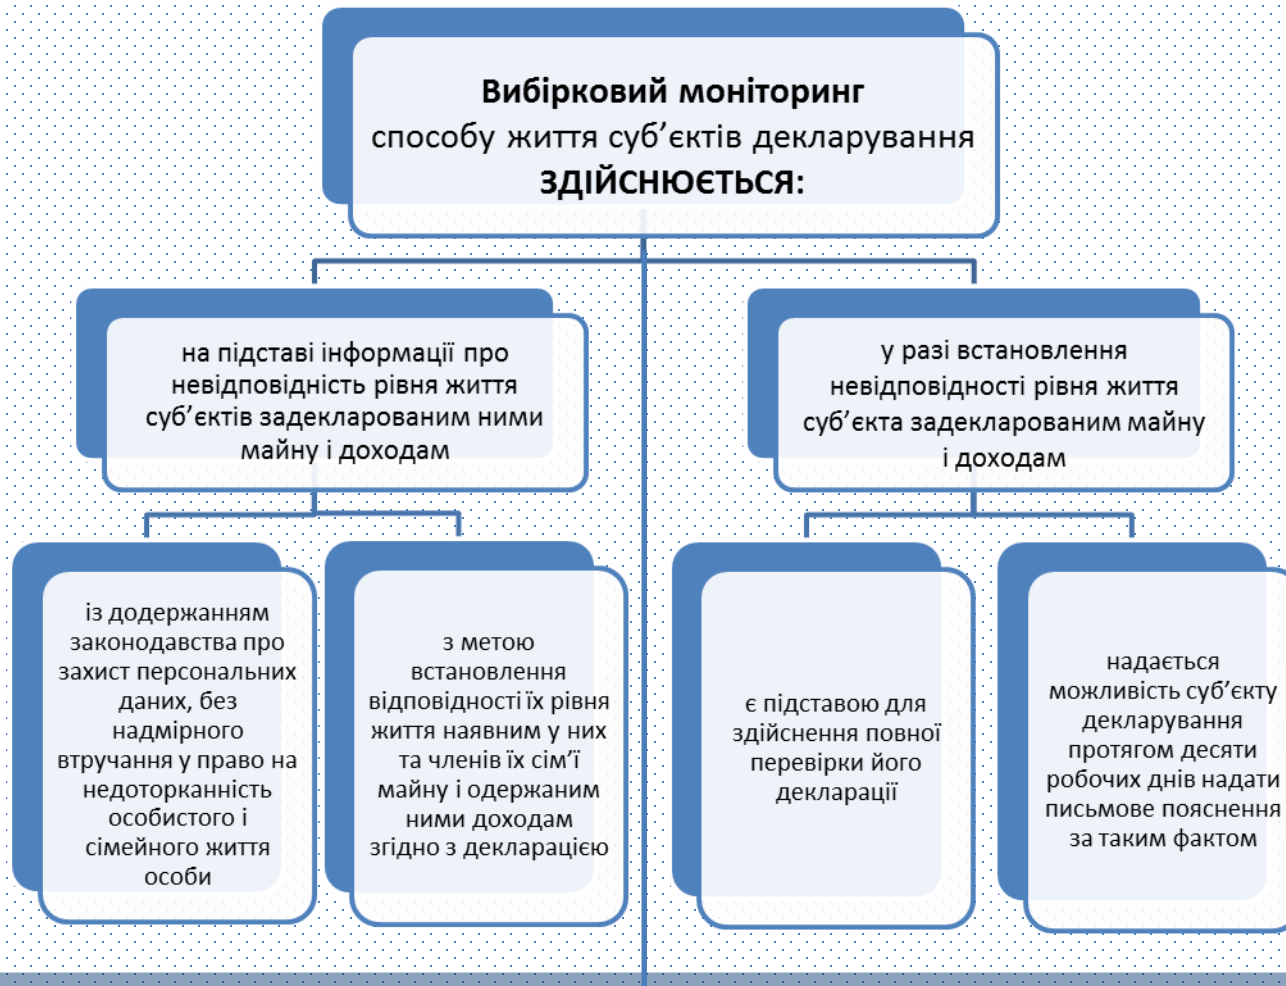 Вибірковий моніторинг
способу життя суб’єктів декларування
ЗДІЙСНЮЄТЬСЯ:
на підставі інформації про
невідповідність рівня життя
суб’єктів задекларованим ними
майну і доходам
у разі встановлення
невідповідності рівня життя
суб’єкта задекларованим майну
і доходам
із додержанням
законодавства про
захист персональних
даних, без
надмірного
втручання у право на
недоторканність
особистого і
сімейного життя
особи
з метою
встановлення
відповідності їх рівня
життя наявним у них
та членів їх сім’ї
майну і одержаним
ними доходам
згідно з декларацією
є підставою для
здійснення повної
перевірки його
декларації
надається
можливість суб’єкту
декларування
протягом десяти
робочих днів надати
письмове пояснення
за таким фактом